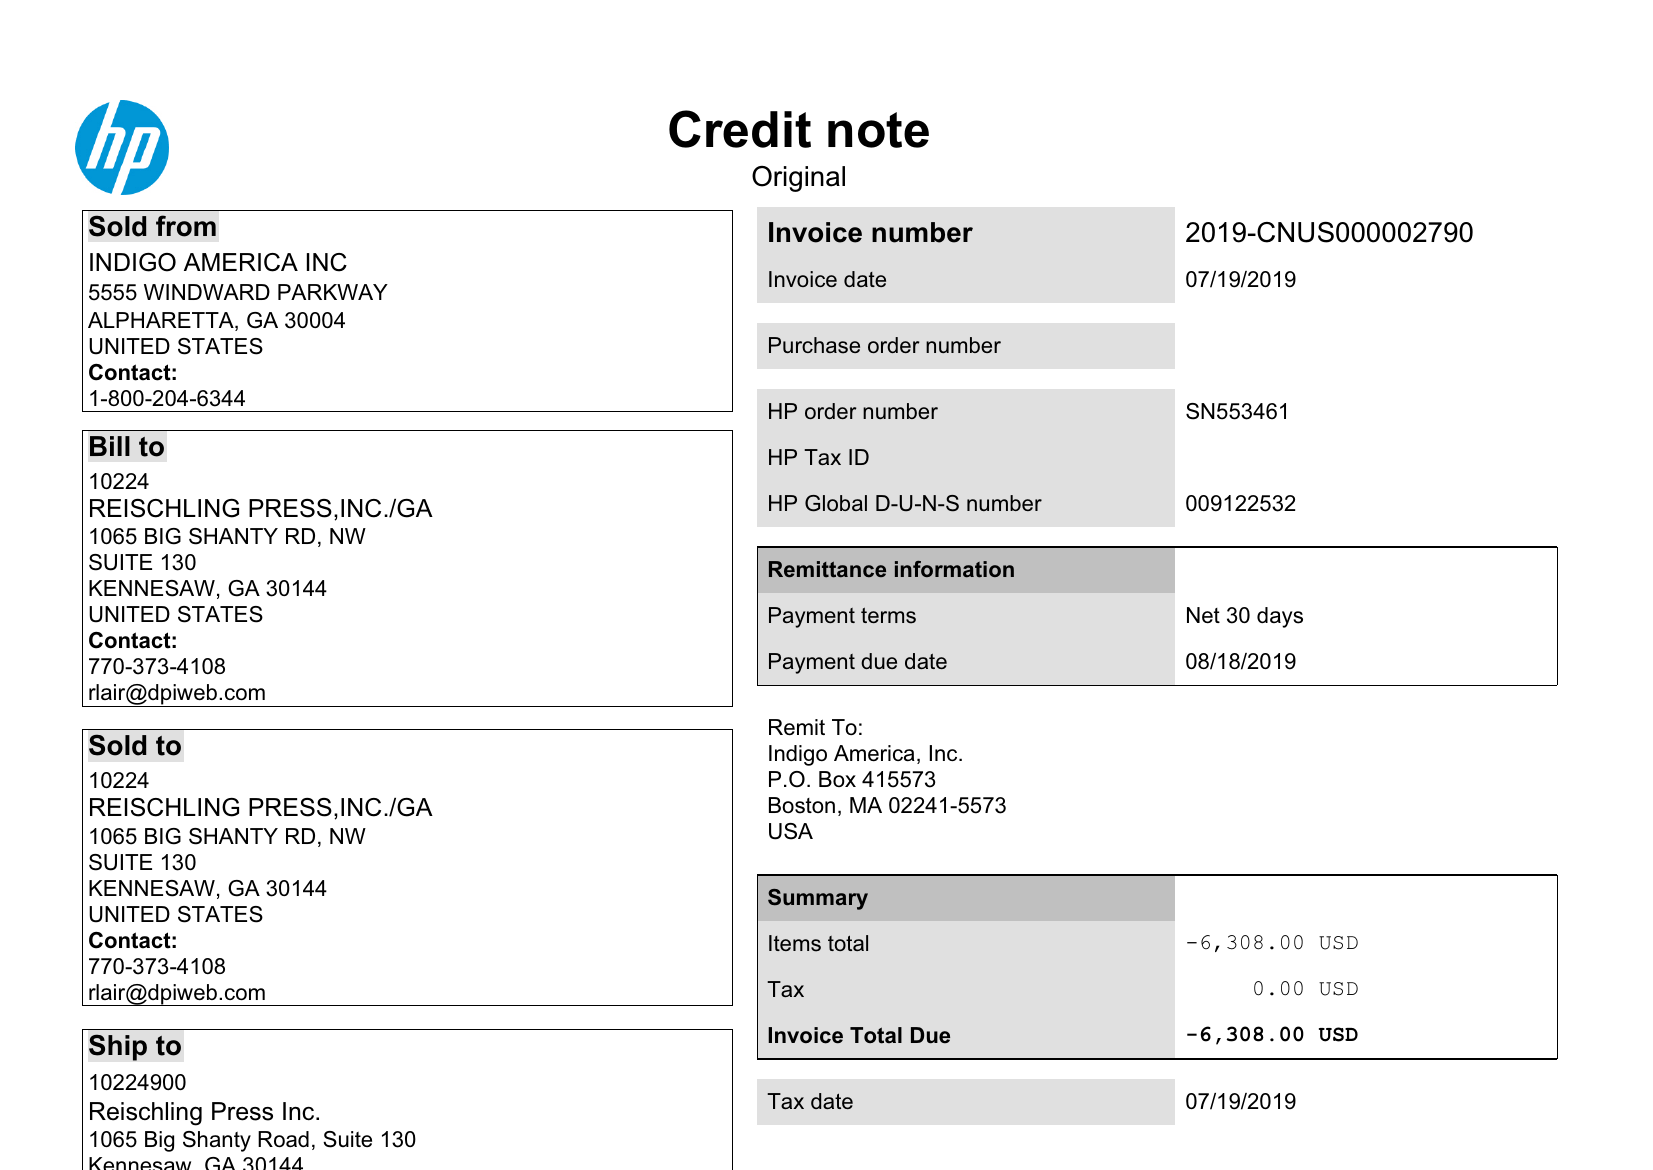 hp
Credit note
Original
Sold from
INDIGO AMERICA INC
5555 WINDWARD PARKWAY
ALPHARETTA, GA 30004
UNITED STATES
Contact:
1-800-204-6344
Bill to
10224
REISCHLING PRESS,INC./GA
1065 BIG SHANTY RD, NW
SUITE 130
KENNESAW, GA 30144
UNITED STATES
Contact:
770-373-4108
rlair@dpiweb.com
Sold to
10224
REISCHLING PRESS,INC./GA
1065 BIG SHANTY RD, NW
SUITE 130
KENNESAW, GA 30144
UNITED STATES
Contact:
770-373-4108
rlair@dpiweb.com
Ship to
10224900
Reischling Press Inc.
1065 Big Shanty Road, Suite 130
Kennesaw, GA 30144
Invoice number 2019-CNUS000002790
Invoice date 07/19/2019
Purchase order number
HP order number SN553461
HP Tax ID
HP Global D-U-N-S number 009122532
Remittance information
Payment terms Net 30 days
Payment due date 08/18/2019
Remit To:
Indigo America, Inc.
P.O. Box 415573
Boston, MA 02241-5573
USA
Summary
Items total -6,308.00 USD
Tax 0.00 USD
Invoice Total Due -6,308.00 USD
Tax date 07/19/2019